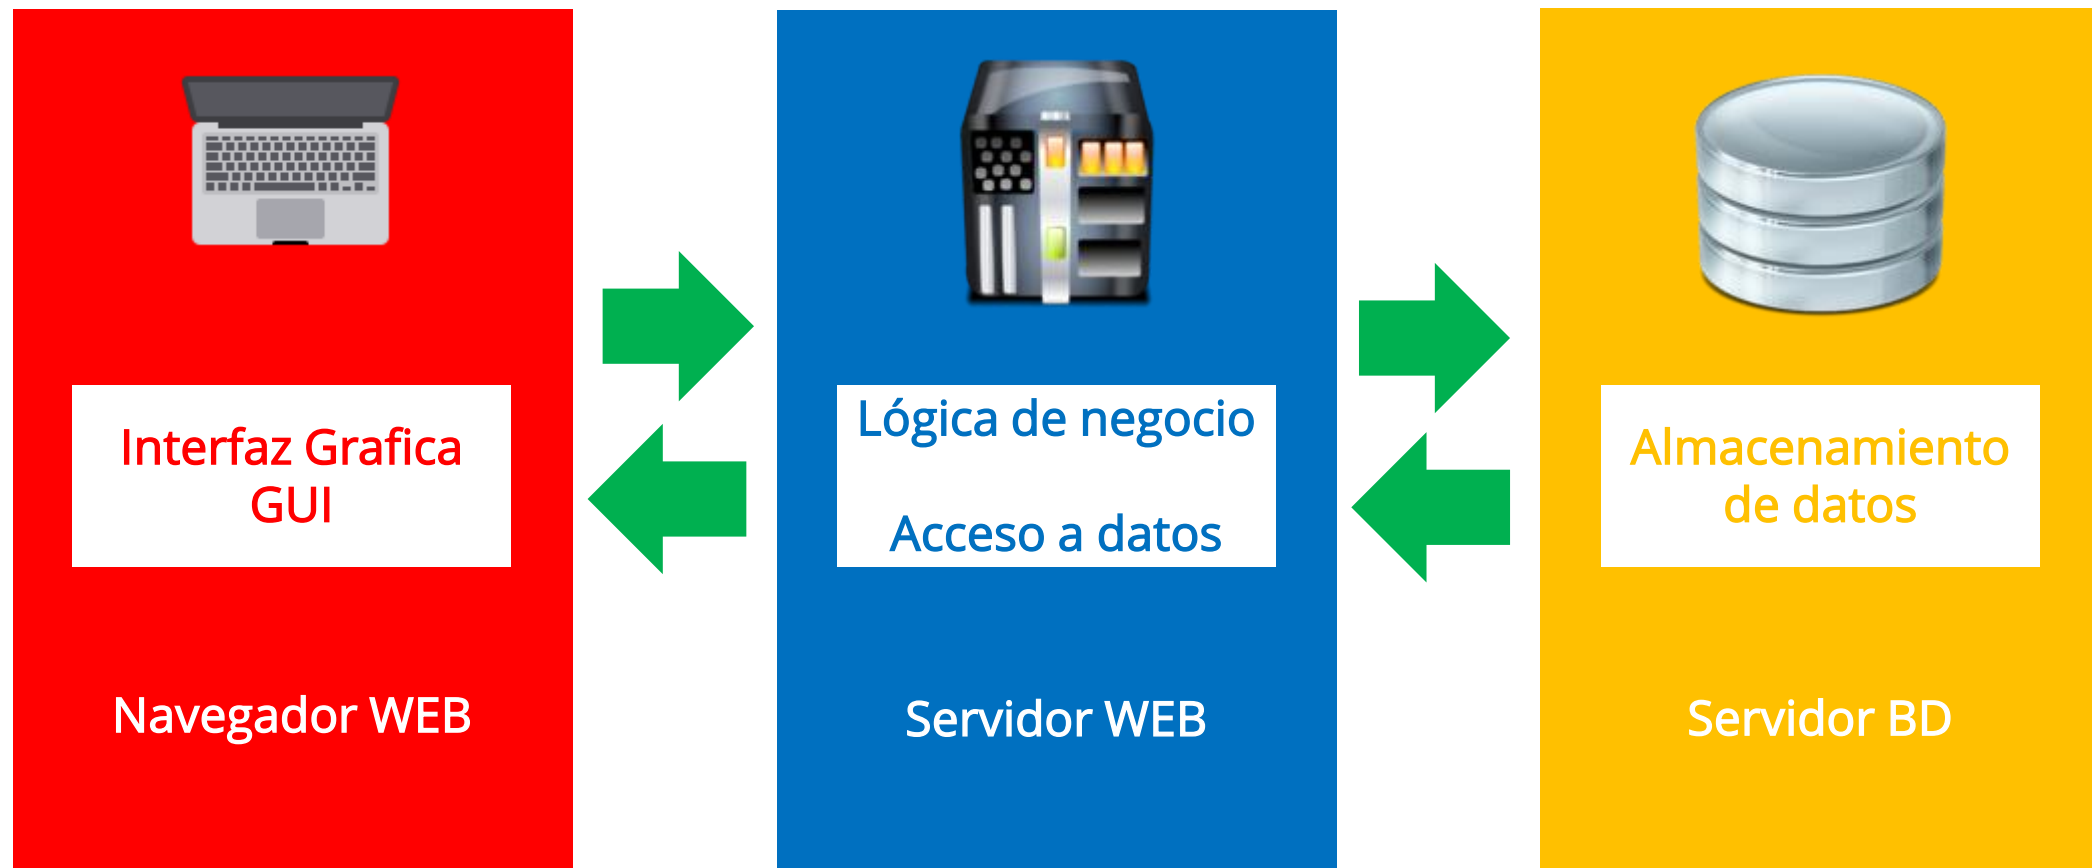 Interfaz Grafica
GUI
Navegador WEB
Lógica de negocio
Acceso a datos
Servidor WEB
Almacenamiento
de datos
Servidor BD